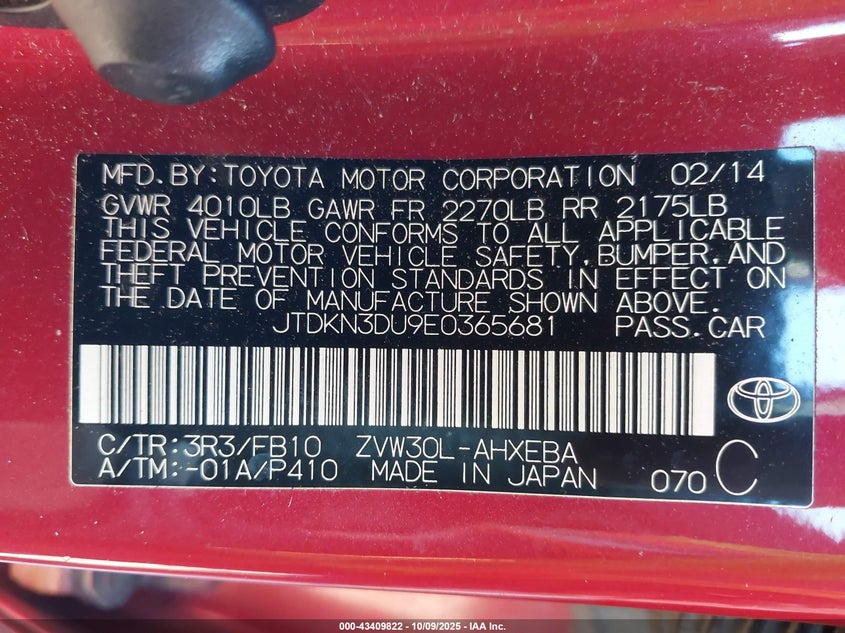 MFD.BY:TOYOTA MOTOR CORPORATION 02/14
GVWR 4010LB GAWR FR 2270LB RR 2175LB
THIS VEHICLE CONFORMS TO ALL APPLICABLE
FEDERAL MOTOR VEHICLE SAFETY,BUMPER,AND
THEFT PREVENTION STANDARDS IN EFFECT ON
THE DATE OF MANUFACTURE SHOWN ABOVE.
JTDKN3DU9E0365681 PASS.CAR
C/TR:3R3/FB10 ZVW30L-AHXEBA
A/TM:-01A/P410 MADE IN JAPAN 070 C
000-43409822 - 10/09/2025 - IAA Inc.